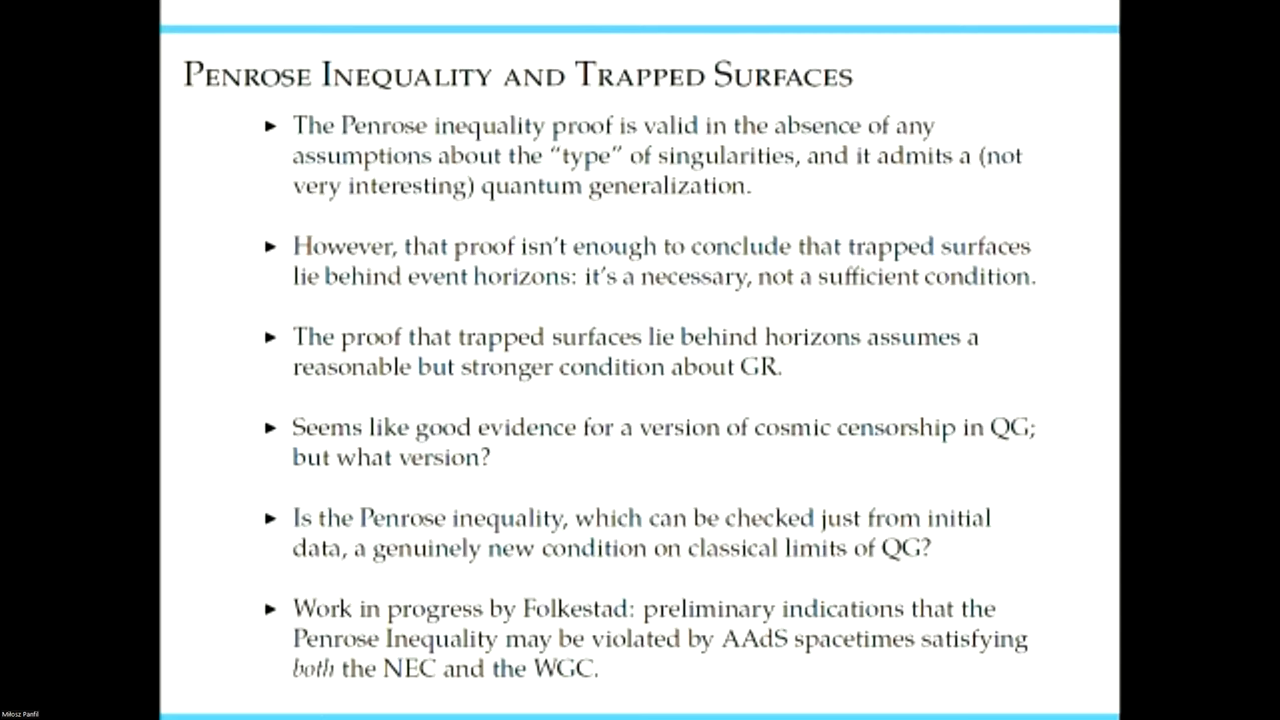 PENROSE INEQUALITY AND TRAPPED SURFACES
► The Penrose inequality proof is valid in the absence of any
assumptions about the “type” of singularities, and it admits a (not
very interesting) quantum generalization.
► However, that proof isn’t enough to conclude that trapped surfaces
lie behind event horizons: it’s a necessary, not a sufficient condition.
► The proof that trapped surfaces lie behind horizons assumes a
reasonable but stronger condition about GR.
► Seems like good evidence for a version of cosmic censorship in QG;
but what version?
► Is the Penrose inequality, which can be checked just from initial
data, a genuinely new condition on classical limits of QG?
► Work in progress by Folkestad: preliminary indications that the
Penrose Inequality may be violated by AAdS spacetimes satisfying
both the NEC and the WGC.
Miłosz Panfil